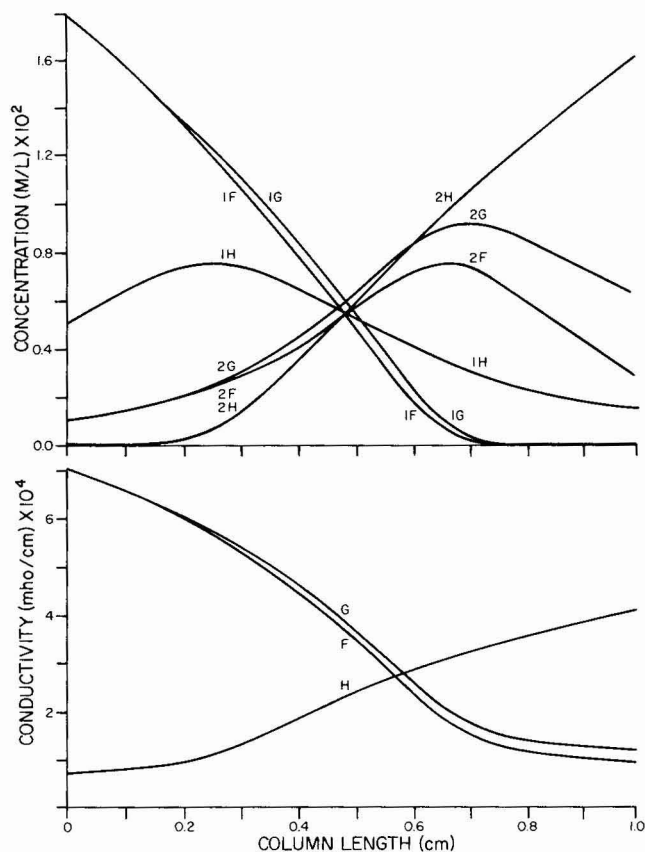 CONCENTRATION (M/L) X10²
1.6
1.2
0.8
0.4
0.0
1F
1G
1H
2H
2G
2F
2G
2F
2H
1H
1F
1G
CONDUCTIVITY (mho/cm) X10⁴
6
4
2
G
F
H
0
0.2
0.4
0.6
0.8
1.0
COLUMN LENGTH (cm)